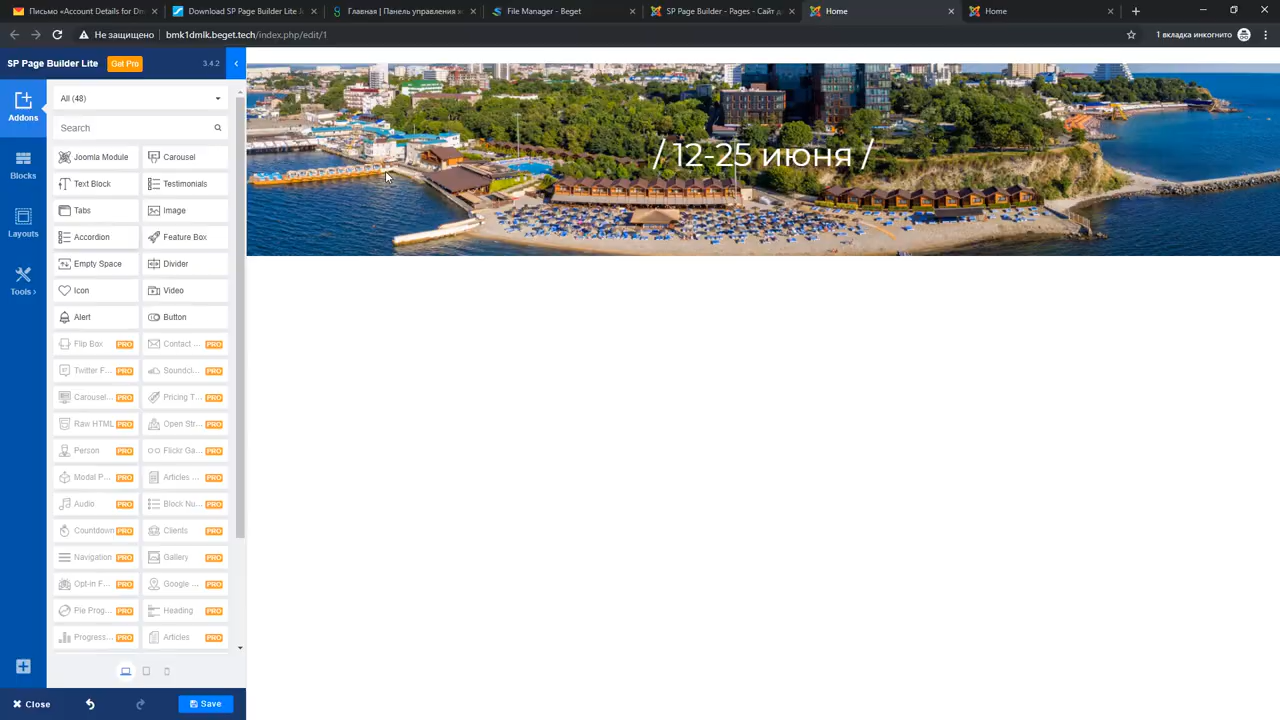 Письмо «Account Details for Dm
Download SP Page Builder Lite J
Главная | Панель управления хо
File Manager - Beget
SP Page Builder - Pages - Сайт д
Home
Home
Не защищено
bmk1dmlk.beget.tech/index.php/edit/1
1 вкладка инкогнито
SP Page Builder Lite
Get Pro
3.4.2
Addons
Blocks
Layouts
Tools
All (48)
Search
Joomla Module
Carousel
Text Block
Testimonials
Tabs
Image
Accordion
Feature Box
Empty Space
Divider
Icon
Video
Alert
Button
Flip Box PRO
Contact ... PRO
Twitter F... PRO
Soundcl... PRO
Carousel... PRO
Pricing T... PRO
Raw HTML PRO
Open Str... PRO
Person PRO
Flickr Ga... PRO
Modal P... PRO
Articles ... PRO
Audio PRO
Block Nu... PRO
Countdown PRO
Clients PRO
Navigation PRO
Gallery PRO
Opt-in F... PRO
Google ... PRO
Pie Prog... PRO
Heading PRO
Progress... PRO
Articles PRO
Close
Save
/ 12-25 июня /